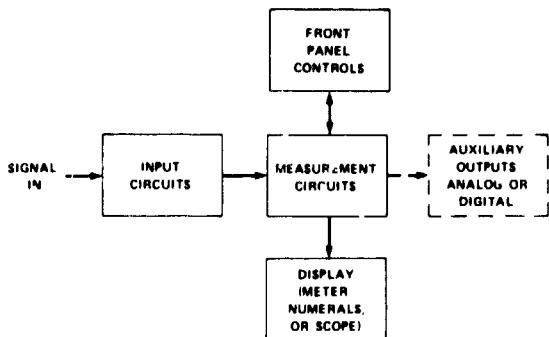 FRONT
PANEL
CONTROLS
SIGNAL
IN
INPUT
CIRCUITS
MEASUREMENT
CIRCUITS
AUXILIARY
OUTPUTS
ANALOG OR
DIGITAL
DISPLAY
(METER
NUMERALS,
OR SCOPE)